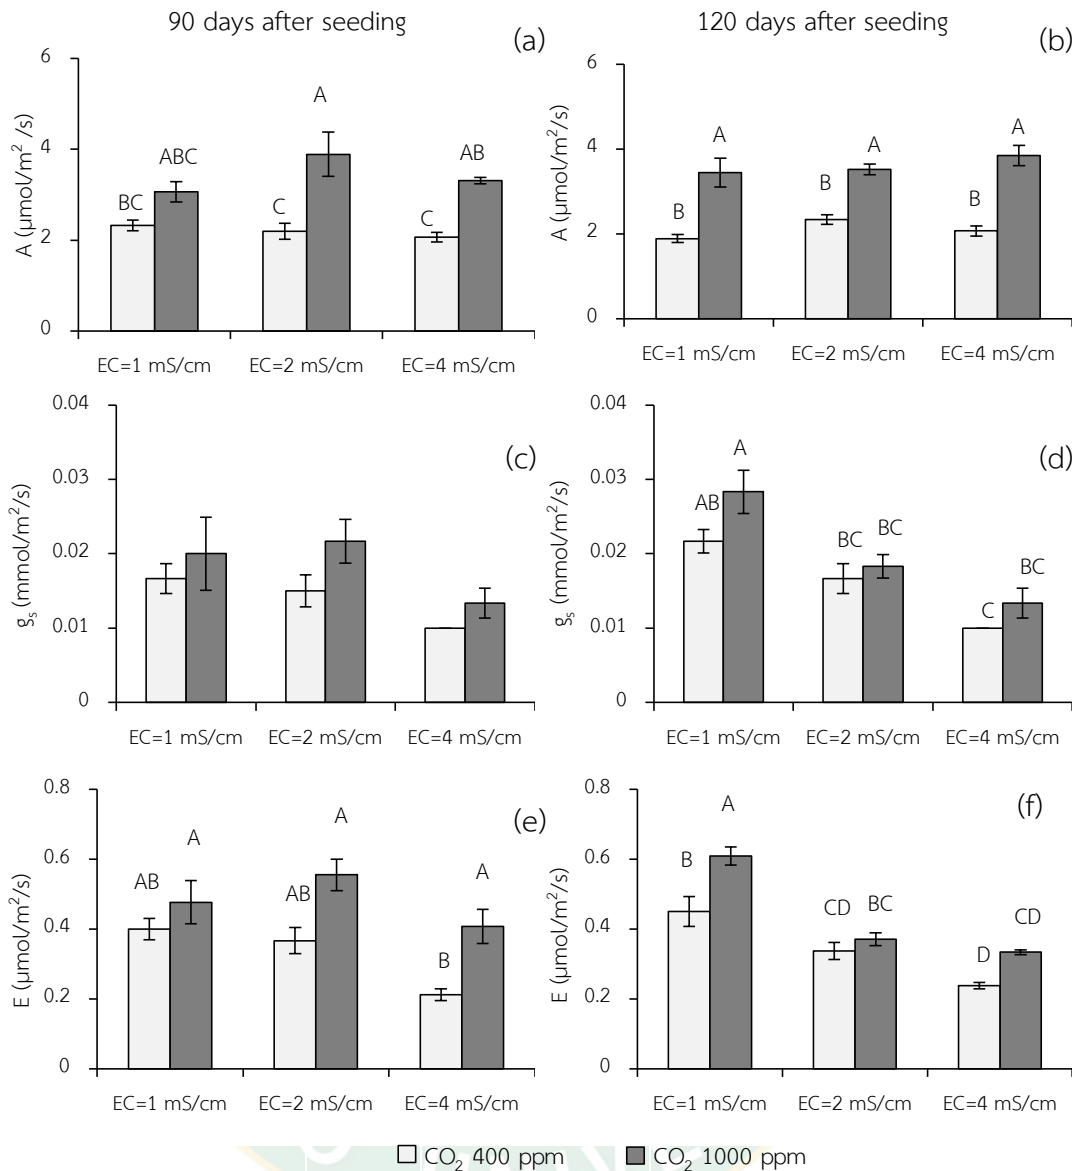 90 days after seeding
120 days after seeding
(a)
A (µmol/m²/s)
6
4
2
0
BC
ABC
C
A
C
AB
EC=1 mS/cm
EC=2 mS/cm
EC=4 mS/cm
(b)
A (µmol/m²/s)
6
4
2
0
B
A
B
A
B
A
EC=1 mS/cm
EC=2 mS/cm
EC=4 mS/cm
(c)
gₛ (mmol/m²/s)
0.04
0.03
0.02
0.01
0
EC=1 mS/cm
EC=2 mS/cm
EC=4 mS/cm
(d)
gₛ (mmol/m²/s)
0.04
0.03
0.02
0.01
0
AB
A
BC
BC
C
BC
EC=1 mS/cm
EC=2 mS/cm
EC=4 mS/cm
(e)
E (µmol/m²/s)
0.8
0.6
0.4
0.2
0
AB
A
AB
A
B
A
EC=1 mS/cm
EC=2 mS/cm
EC=4 mS/cm
(f)
E (µmol/m²/s)
0.8
0.6
0.4
0.2
0
B
A
CD
BC
D
CD
EC=1 mS/cm
EC=2 mS/cm
EC=4 mS/cm
CO₂ 400 ppm
CO₂ 1000 ppm